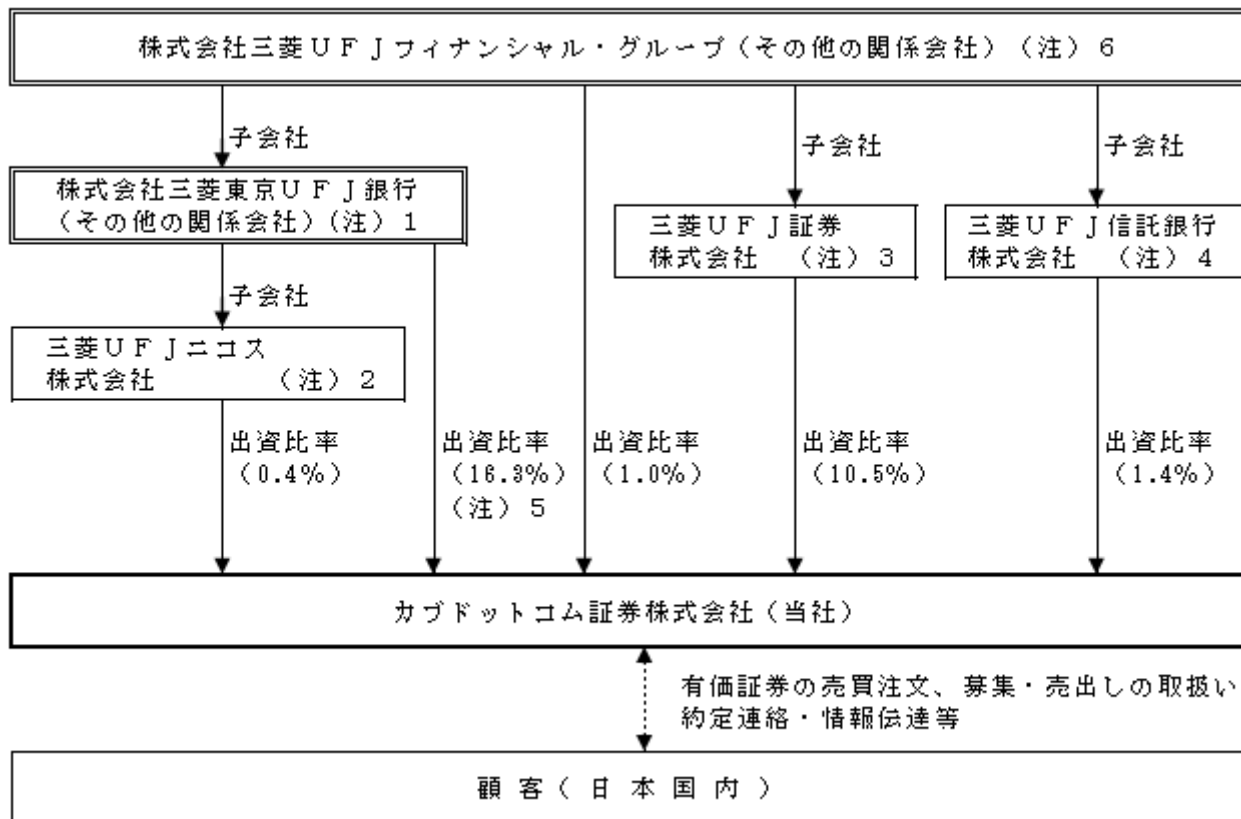 株式会社三菱ＵＦＪフィナンシャル・グループ（その他の関係会社）（注）６
子会社
子会社
子会社
株式会社三菱東京ＵＦＪ銀行
（その他の関係会社）（注）１
三菱ＵＦＪ証券
株式会社　（注）３
三菱ＵＦＪ信託銀行
株式会社　（注）４
子会社
三菱ＵＦＪニコス
株式会社　　　　（注）２
出資比率
（0.4%）
出資比率
（16.3%）
（注）５
出資比率
（1.0%）
出資比率
（10.5%）
出資比率
（1.4%）
カブドットコム証券株式会社（当社）
有価証券の売買注文、募集・売出しの取扱い
約定連絡・情報伝達等
顧客（日本国内）